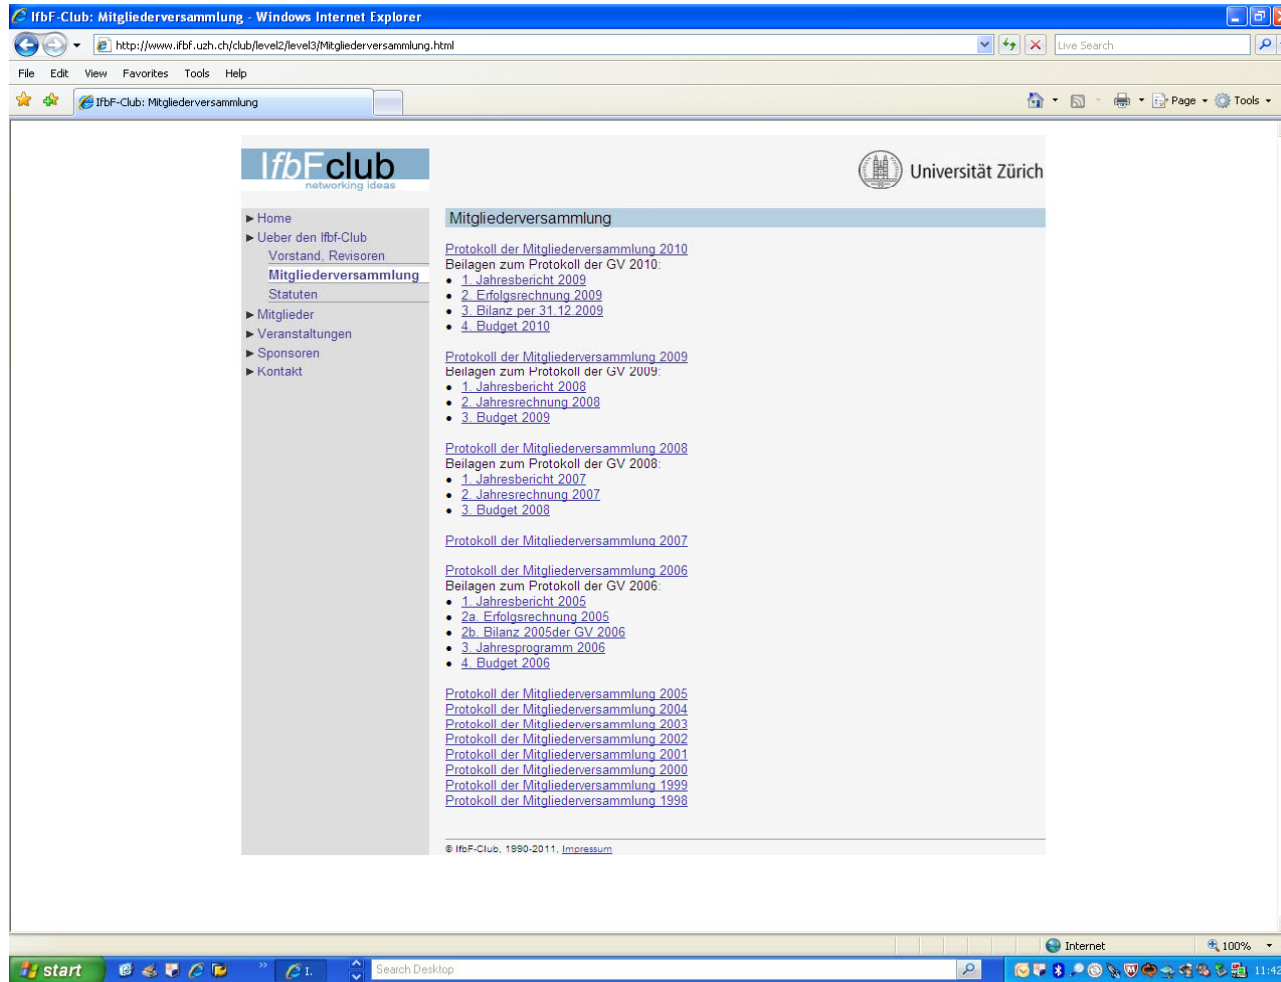 IfbF-Club: Mitgliederversammlung - Windows Internet Explorer
http://www.ifbf.uzh.ch/club/level2/level3/Mitgliederversammlung.html
Live Search
File Edit View Favorites Tools Help
IfbF-Club: Mitgliederversammlung
Page Tools
IfbFclub
networking ideas
Universität Zürich
Home
Ueber den Ifbf-Club
Vorstand, Revisoren
Mitgliederversammlung
Statuten
Mitglieder
Veranstaltungen
Sponsoren
Kontakt
Mitgliederversammlung
Protokoll der Mitgliederversammlung 2010
Beilagen zum Protokoll der GV 2010:
• 1. Jahresbericht 2009
• 2. Erfolgsrechnung 2009
• 3. Bilanz per 31.12.2009
• 4. Budget 2010
Protokoll der Mitgliederversammlung 2009
Beilagen zum Protokoll der GV 2009:
• 1. Jahresbericht 2008
• 2. Jahresrechnung 2008
• 3. Budget 2009
Protokoll der Mitgliederversammlung 2008
Beilagen zum Protokoll der GV 2008:
• 1. Jahresbericht 2007
• 2. Jahresrechnung 2007
• 3. Budget 2008
Protokoll der Mitgliederversammlung 2007
Protokoll der Mitgliederversammlung 2006
Beilagen zum Protokoll der GV 2006:
• 1. Jahresbericht 2005
• 2a. Erfolgsrechnung 2005
• 2b. Bilanz 2005der GV 2006
• 3. Jahresprogramm 2006
• 4. Budget 2006
Protokoll der Mitgliederversammlung 2005
Protokoll der Mitgliederversammlung 2004
Protokoll der Mitgliederversammlung 2003
Protokoll der Mitgliederversammlung 2002
Protokoll der Mitgliederversammlung 2001
Protokoll der Mitgliederversammlung 2000
Protokoll der Mitgliederversammlung 1999
Protokoll der Mitgliederversammlung 1998
© IfbF-Club, 1990-2011, Impressum
Internet 100%
start
I.
Search Desktop
11:42